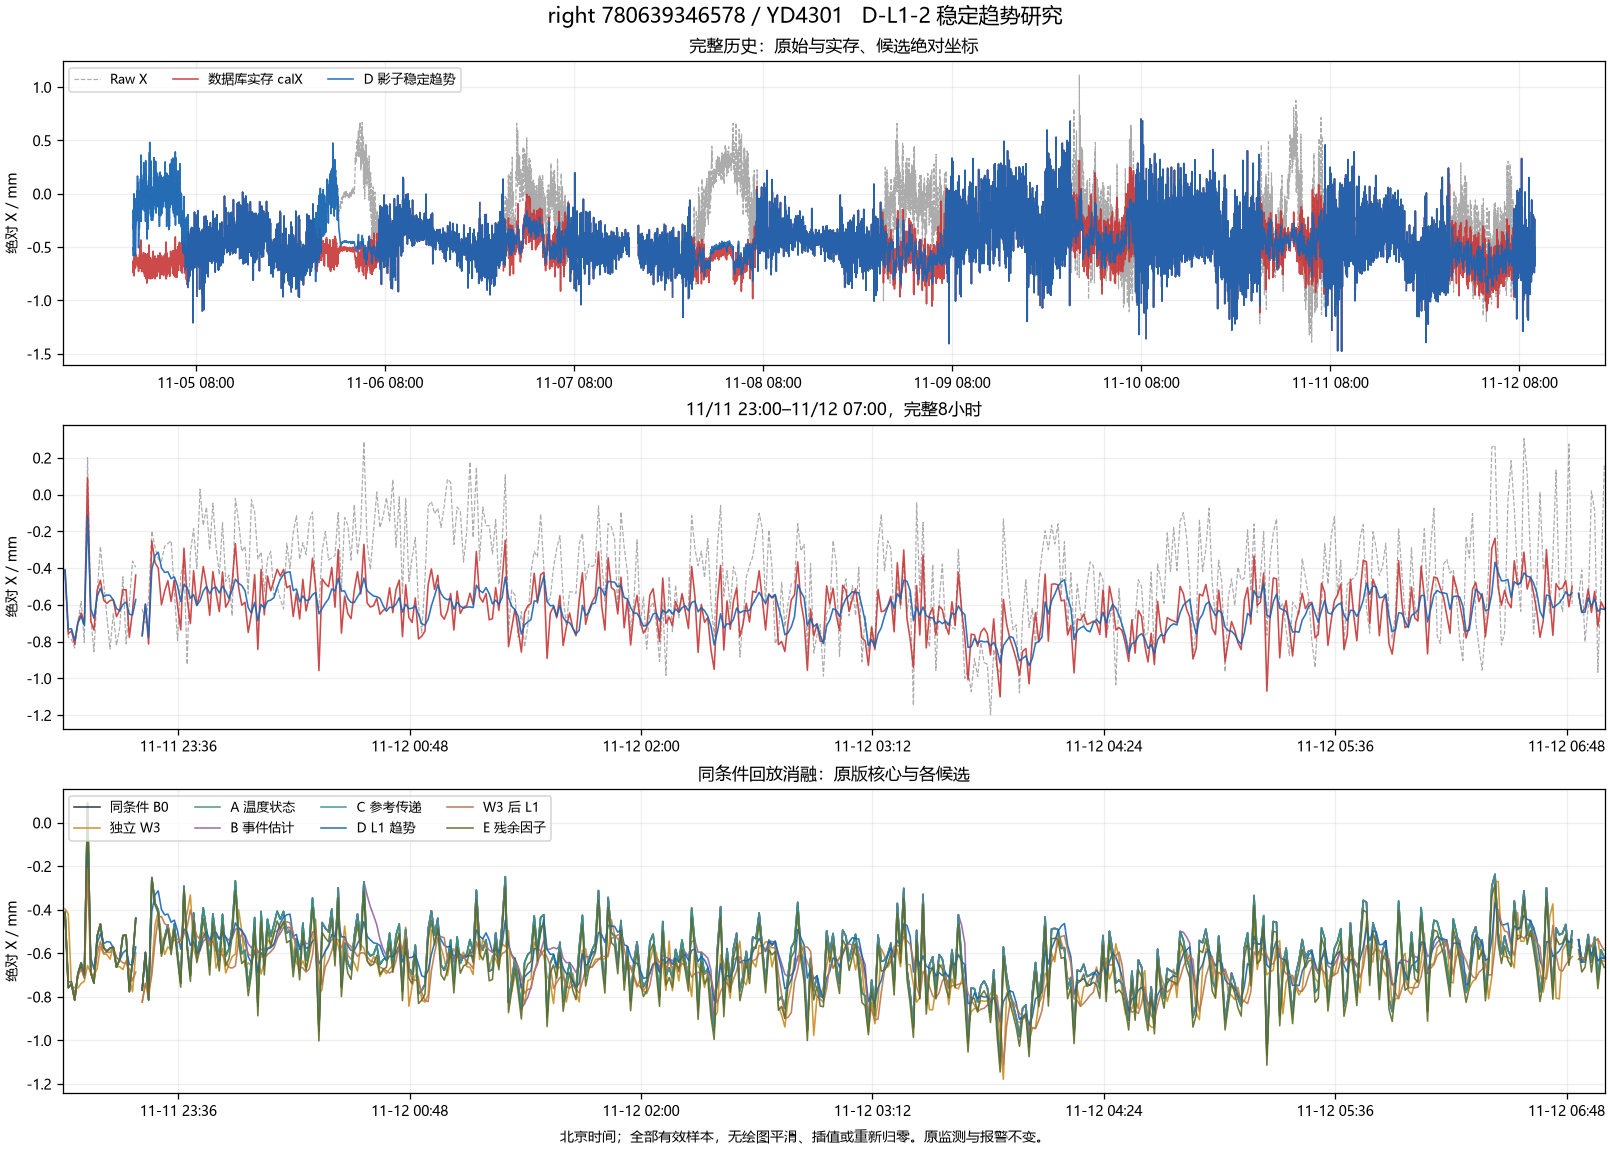 right 780639346578 / YD4301   D-L1-2 稳定趋势研究
完整历史：原始与实存、候选绝对坐标
Raw X   数据库实存 calX   D 影子稳定趋势
绝对 X / mm
1.0
0.5
0.0
-0.5
-1.0
-1.5
11-05 08:00   11-06 08:00   11-07 08:00   11-08 08:00   11-09 08:00   11-10 08:00   11-11 08:00   11-12 08:00
11/11 23:00–11/12 07:00，完整8小时
绝对 X / mm
0.2
0.0
-0.2
-0.4
-0.6
-0.8
-1.0
-1.2
11-11 23:36   11-12 00:48   11-12 02:00   11-12 03:12   11-12 04:24   11-12 05:36   11-12 06:48
同条件回放消融：原版核心与各候选
同条件 B0   A 温度状态   C 参考传递   W3 后 L1
独立 W3   B 事件估计   D L1 趋势   E 残余因子
绝对 X / mm
0.0
-0.2
-0.4
-0.6
-0.8
-1.0
-1.2
11-11 23:36   11-12 00:48   11-12 02:00   11-12 03:12   11-12 04:24   11-12 05:36   11-12 06:48
北京时间；全部有效样本，无绘图平滑、插值或重新归零。原监测与报警不变。